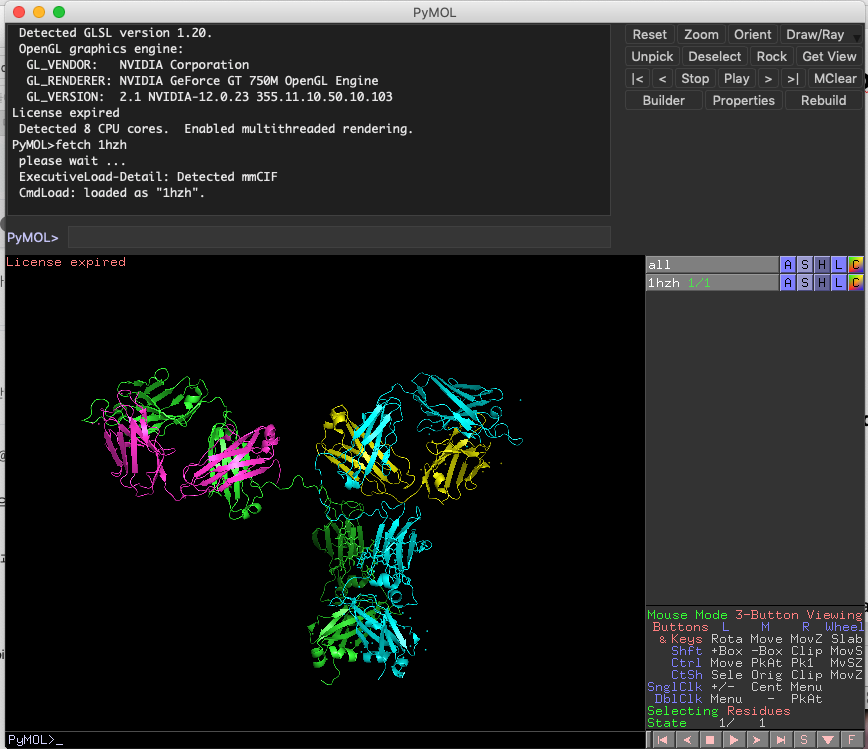 PyMOL
Detected GLSL version 1.20.
OpenGL graphics engine:
GL_VENDOR: NVIDIA Corporation
GL_RENDERER: NVIDIA GeForce GT 750M OpenGL Engine
GL_VERSION: 2.1 NVIDIA-12.0.23 355.11.10.50.10.103
License expired
Detected 8 CPU cores. Enabled multithreaded rendering.
PyMOL>fetch 1hzh
please wait ...
ExecutiveLoad-Detail: Detected mmCIF
CmdLoad: loaded as "1hzh".
PyMOL>
Reset Zoom Orient Draw/Ray
Unpick Deselect Rock Get View
|< < Stop Play > >| MClear
Builder Properties Rebuild
License expired
all A S H L C
1hzh 1/1 A S H L C
Mouse Mode 3-Button Viewing
Buttons L M R Wheel
& Keys Rota Move MovZ Slab
Shft +Box -Box Clip MovS
Ctrl Move PkAt Pk1 MvSZ
CtSh Sele Orig Clip MovZ
SnglClk +/- Cent Menu
DblClk Menu - PkAt
Selecting Residues
State 1/ 1
PyMOL>_
S F